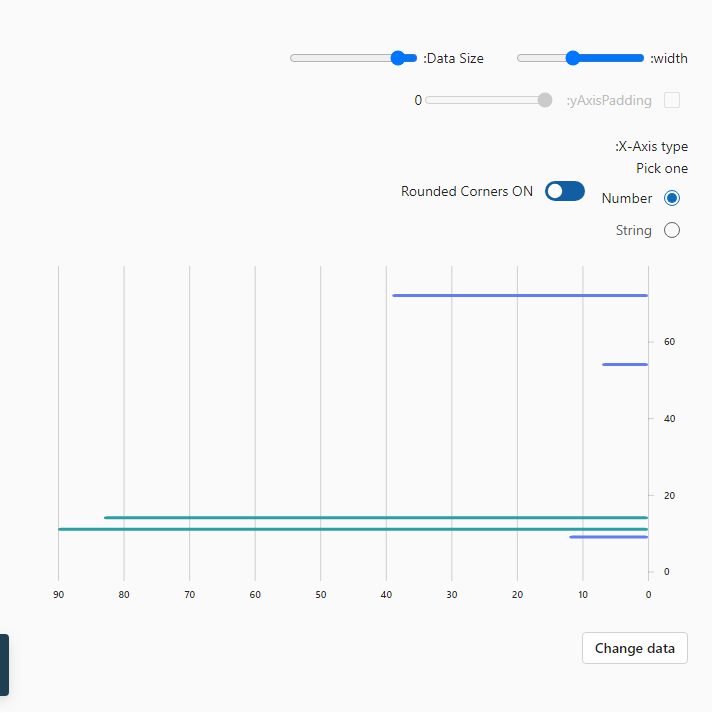 :width
:Data Size
:yAxisPadding
0
:X-Axis type
Pick one
Number
Rounded Corners ON
String
60
40
20
0
90 80 70 60 50 40 30 20 10 0
Change data